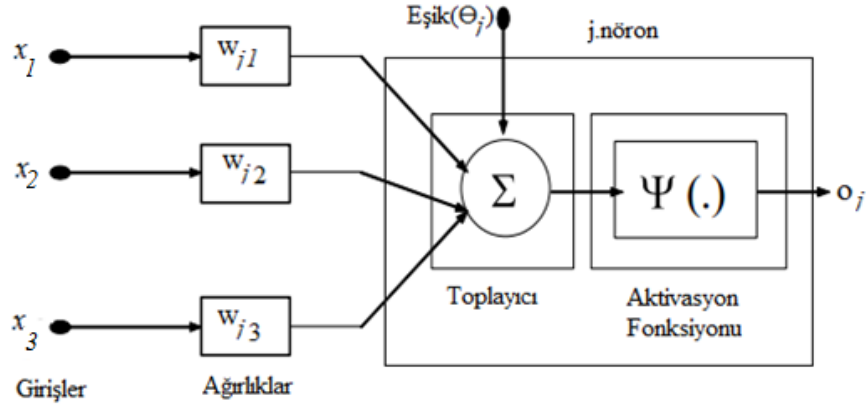 Eşik(Θj)
j.nöron
x1
wj1
x2
wj2
Σ
Ψ (.)
oj
Toplayıcı
Aktivasyon
Fonksiyonu
x3
wj3
Girişler
Ağırlıklar